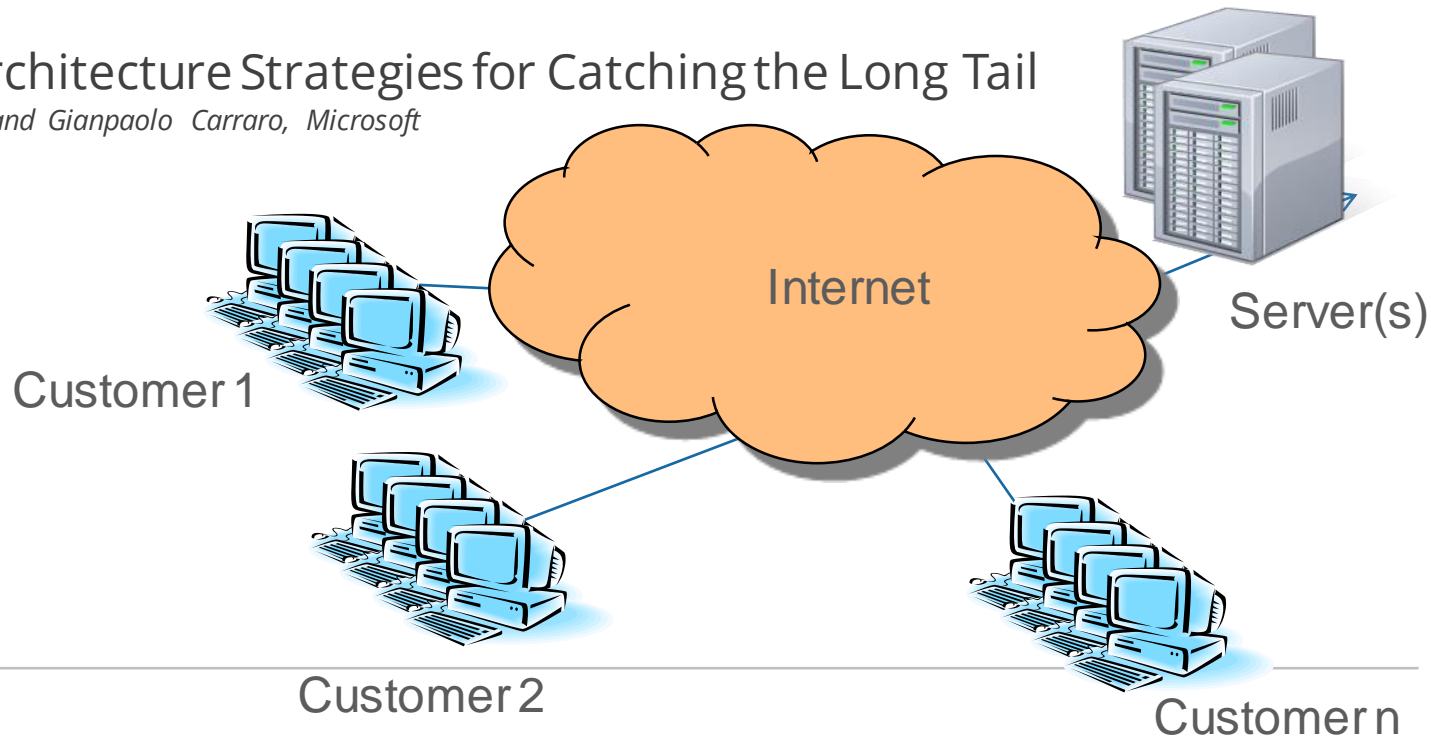 rchitecture Strategies for Catching the Long Tail
and Gianpaolo Carraro, Microsoft
Internet
Server(s)
Customer 1
Customer 2
Customer n